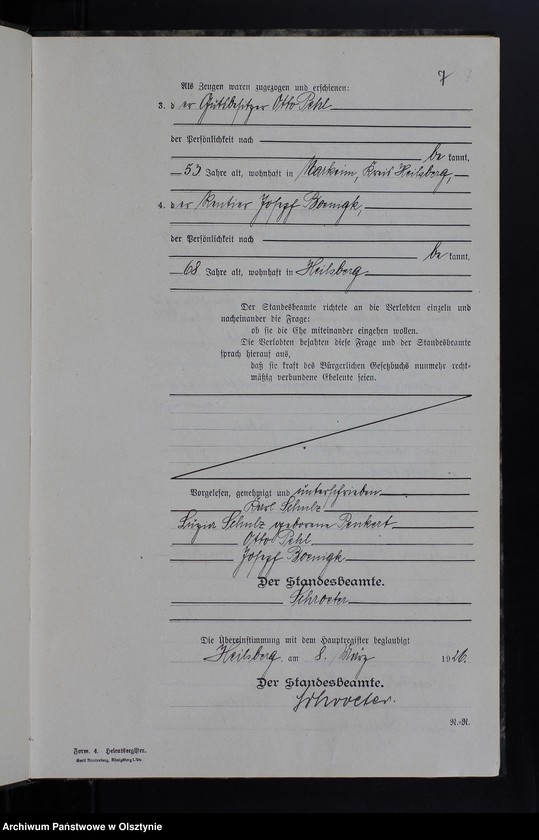 7
Als Zeugen waren zugezogen und erschienen:
3. der Gutsbesitzer Otto Pehl
der Persönlichkeit nach
be kannt,
53 Jahre alt, wohnhaft in Markeim, Kreis Heilsberg,
4. der Rentier Josef Boenigk,
der Persönlichkeit nach
be kannt,
68 Jahre alt, wohnhaft in Heilsberg
Der Standesbeamte richtete an die Verlobten einzeln und
nacheinander die Frage:
ob sie die Ehe miteinander eingehen wollen.
Die Verlobten bejahten diese Frage und der Standesbeamte
sprach hierauf aus,
daß sie kraft des Bürgerlichen Gesetzbuchs nunmehr recht-
mäßig verbundene Eheleute seien.
Vorgelesen, genehmigt und unterschrieben
Karl Schulz
Luzia Schulz geborene Penkert
Otto Pehl
Josef Boenigk
Der Standesbeamte.
Schroeter
Die Übereinstimmung mit dem Hauptregister beglaubigt
Heilsberg, am 8. März 1926.
Der Standesbeamte.
Schroeter.
N.-R.
Form. 4. Heiratsregister.
Archiwum Państwowe w Olsztynie